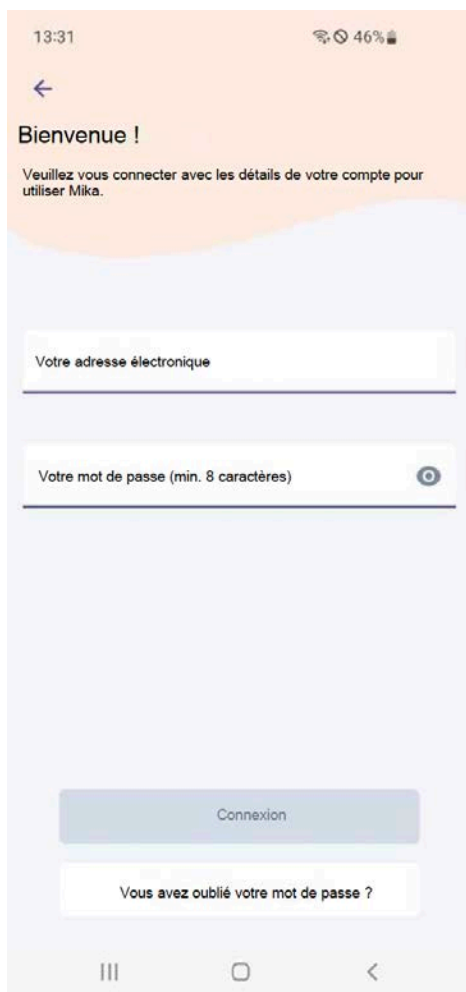 13:31
46%
Bienvenue !
Veuillez vous connecter avec les détails de votre compte pour
utiliser Mika.
Votre adresse électronique
Votre mot de passe (min. 8 caractères)
Connexion
Vous avez oublié votre mot de passe ?